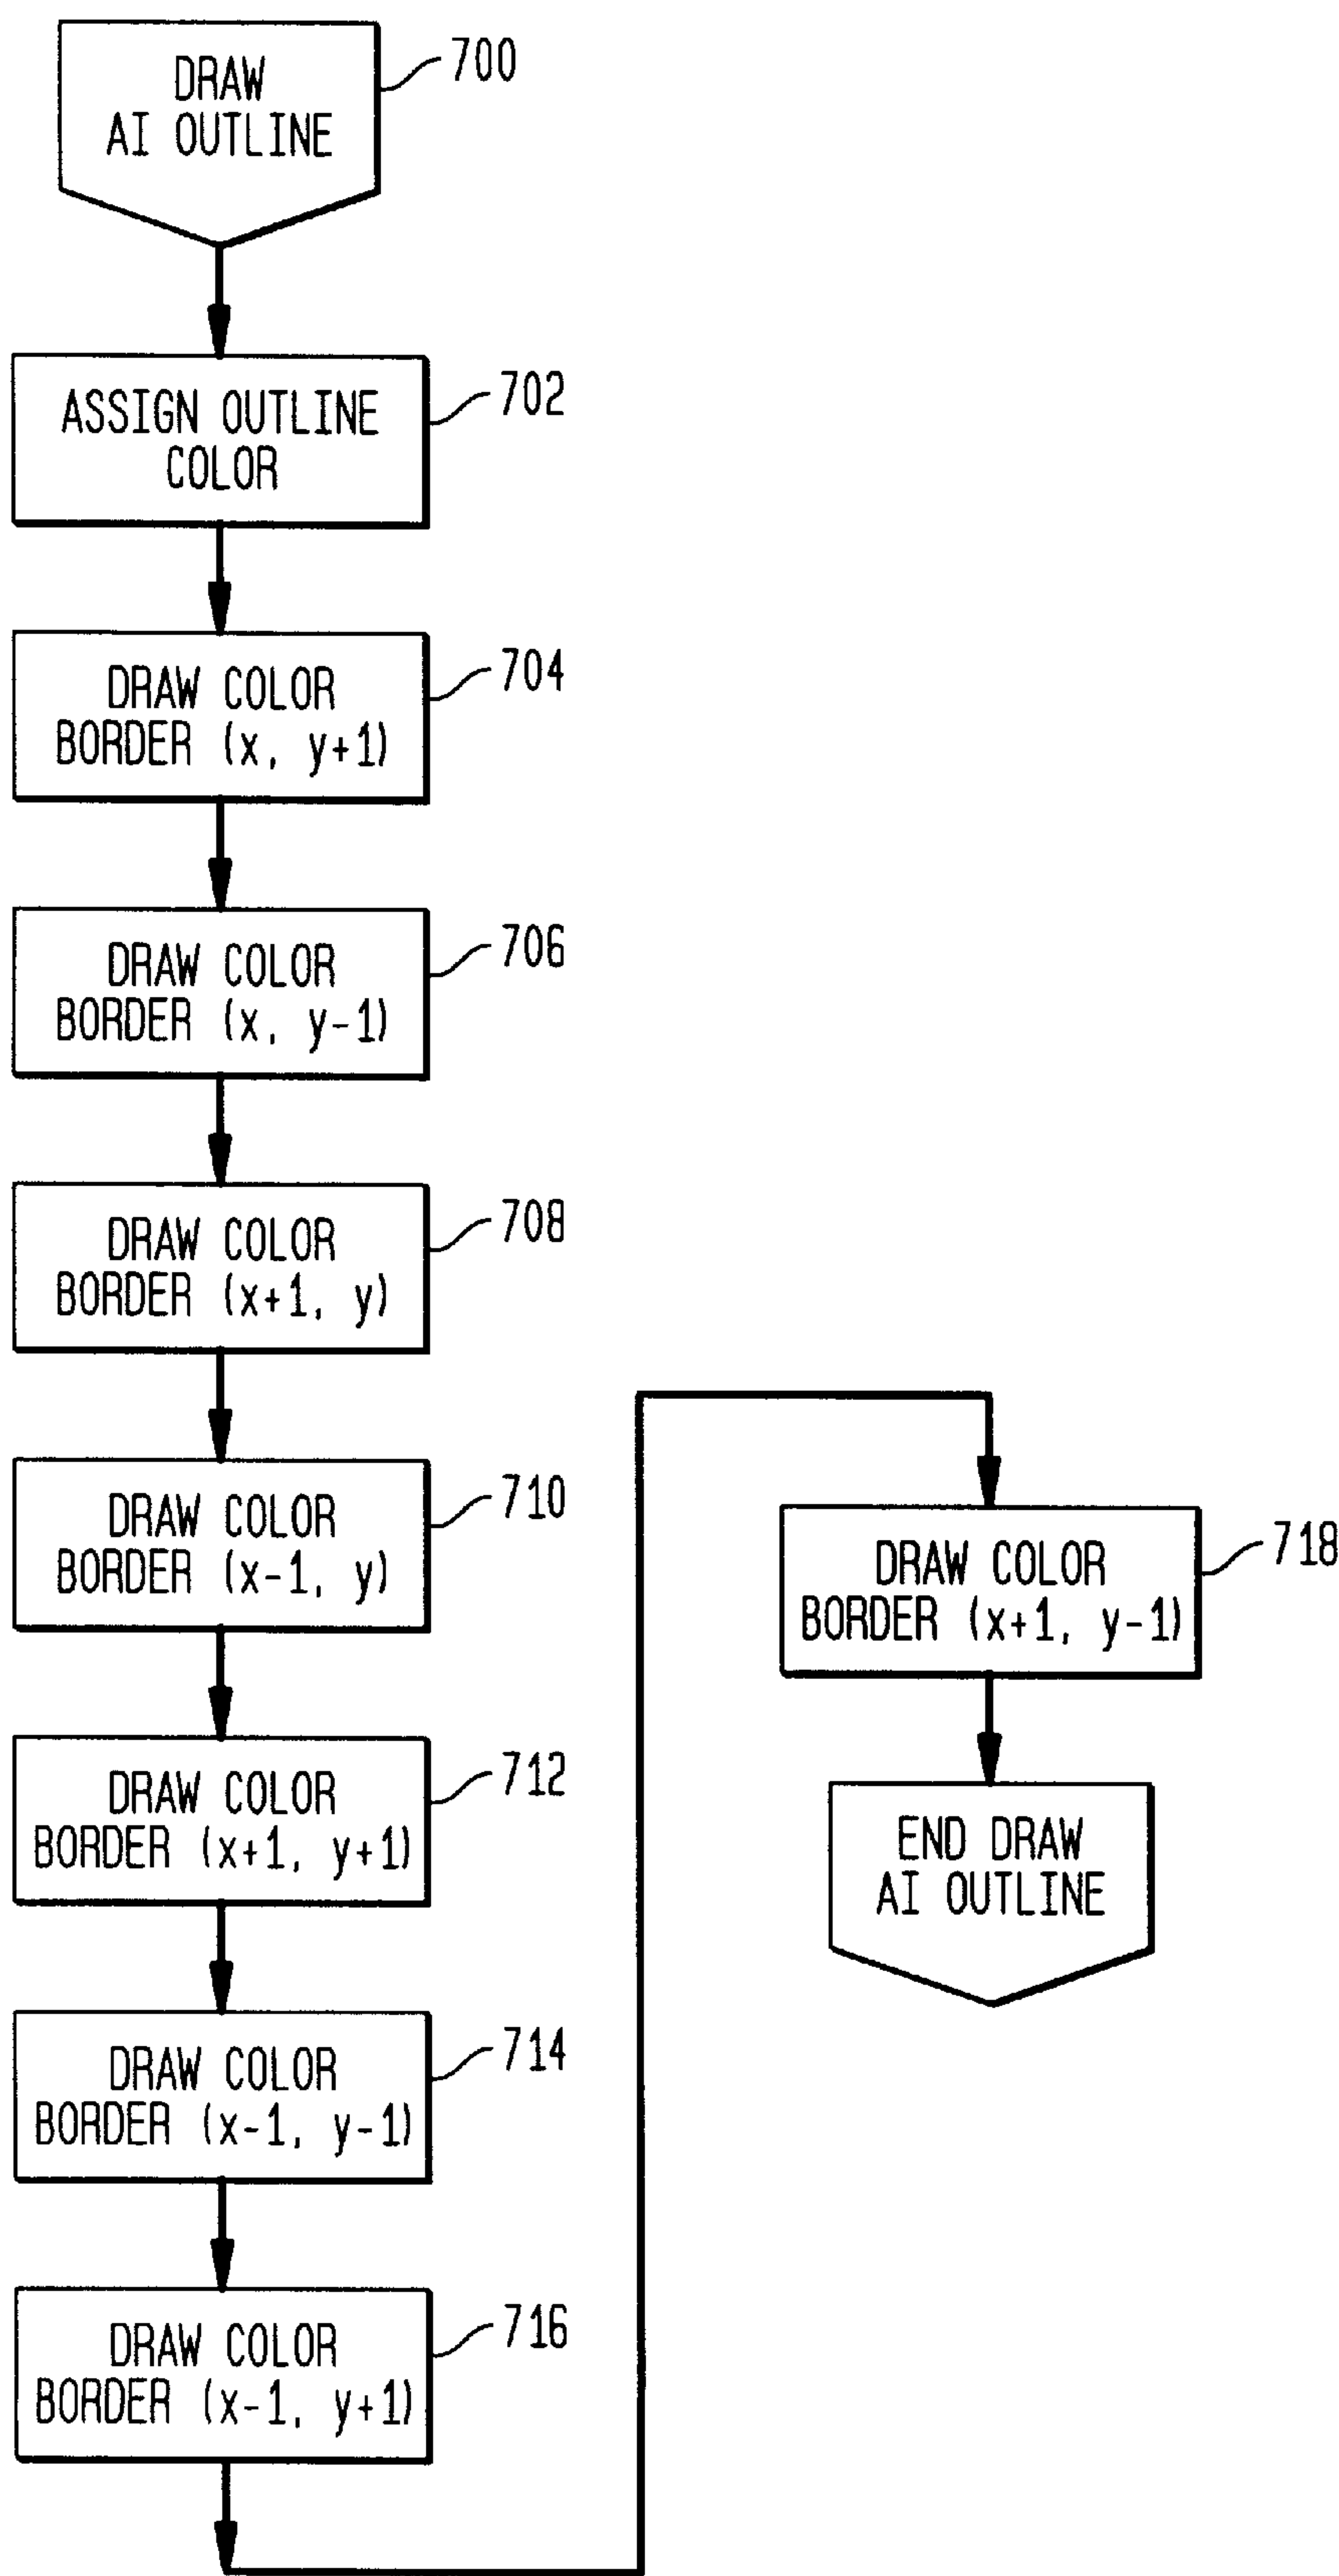 DRAW
AI OUTLINE
700
ASSIGN OUTLINE
COLOR
702
DRAW COLOR
BORDER (x, y+1)
704
DRAW COLOR
BORDER (x, y-1)
706
DRAW COLOR
BORDER (x+1, y)
708
DRAW COLOR
BORDER (x-1, y)
710
DRAW COLOR
BORDER (x+1, y+1)
712
DRAW COLOR
BORDER (x-1, y-1)
714
DRAW COLOR
BORDER (x-1, y+1)
716
DRAW COLOR
BORDER (x+1, y-1)
718
END DRAW
AI OUTLINE